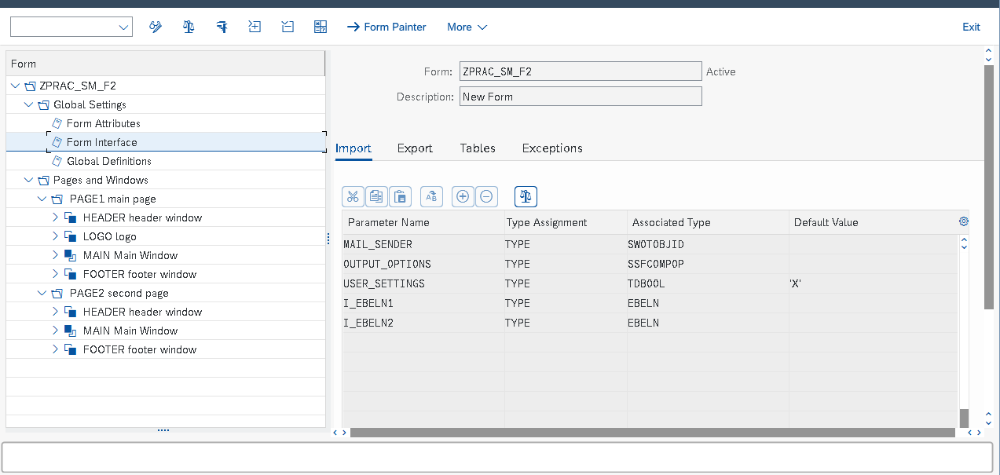 Form Painter More Exit
Form
ZPRAC_SM_F2
Global Settings
Form Attributes
Form Interface
Global Definitions
Pages and Windows
PAGE1 main page
HEADER header window
LOGO logo
MAIN Main Window
FOOTER footer window
PAGE2 second page
HEADER header window
MAIN Main Window
FOOTER footer window
Form: ZPRAC_SM_F2 Active
Description: New Form
Import Export Tables Exceptions
Parameter Name Type Assignment Associated Type Default Value
MAIL_SENDER TYPE SWOTOBJID
OUTPUT_OPTIONS TYPE SSFCOMPOP
USER_SETTINGS TYPE TDBOOL 'X'
I_EBELN1 TYPE EBELN
I_EBELN2 TYPE EBELN